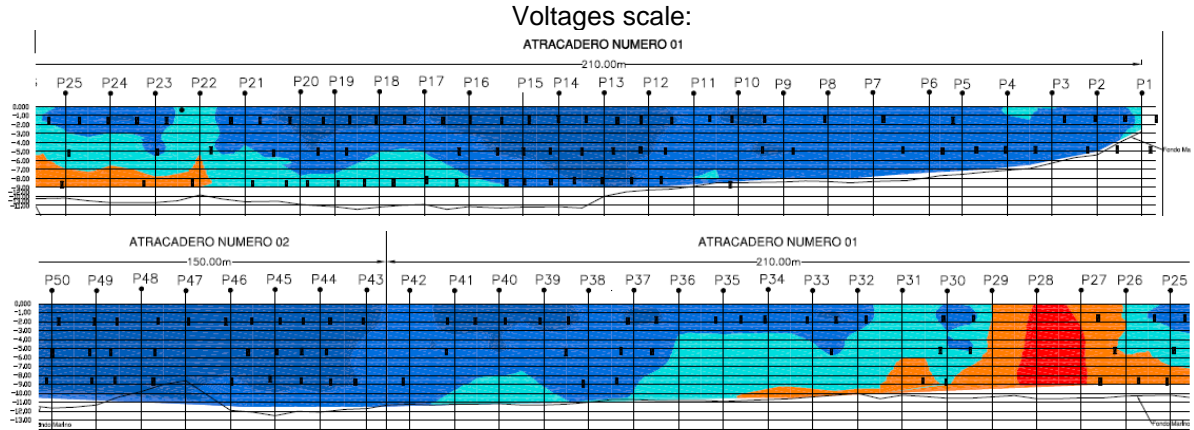 Voltages scale:
ATRACADERO NUMERO 01
210.00m
P25 P24 P23 P22 P21 P20 P19 P18 P17 P16 P15 P14 P13 P12 P11 P10 P9 P8 P7 P6 P5 P4 P3 P2 P1
0.000
-1.00
-2.00
-3.00
-4.00
-5.00
-6.00
-7.00
-8.00
Fondo Ma
ATRACADERO NUMERO 02 ATRACADERO NUMERO 01
150.00m 210.00m
P50 P49 P48 P47 P46 P45 P44 P43 P42 P41 P40 P39 P38 P37 P36 P35 P34 P33 P32 P31 P30 P29 P28 P27 P26 P25
0.000
-1.00
-2.00
-3.00
-4.00
-5.00
-6.00
-7.00
-8.00
-9.00
-10.00
-11.00
-12.00
-13.00
ndo Marino Fondo Marino